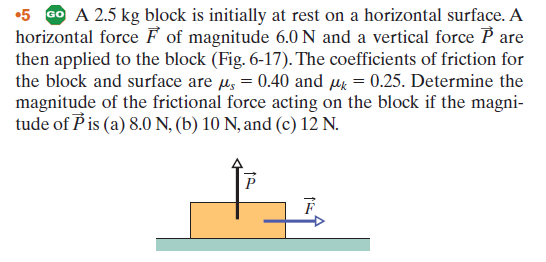 •5 GO A 2.5 kg block is initially at rest on a horizontal surface. A
horizontal force F⃗ of magnitude 6.0 N and a vertical force P⃗ are
then applied to the block (Fig. 6-17). The coefficients of friction for
the block and surface are μₛ = 0.40 and μₖ = 0.25. Determine the
magnitude of the frictional force acting on the block if the magni-
tude of P⃗ is (a) 8.0 N, (b) 10 N, and (c) 12 N.
P⃗
F⃗